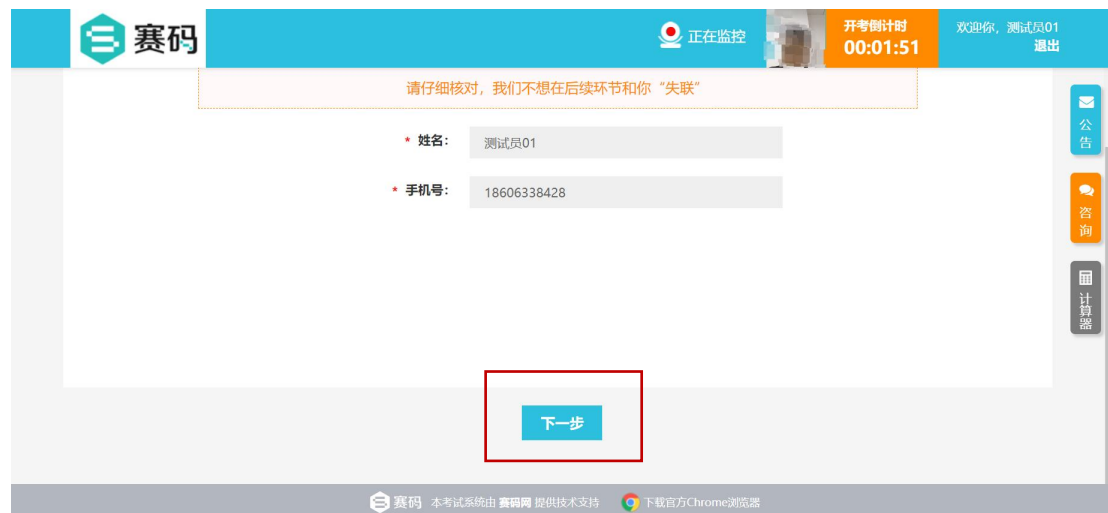 赛码
正在监控
开考倒计时
00:01:51
欢迎你，测试员01
退出
请仔细核对，我们不想在后续环节和你“失联”
* 姓名：
测试员01
* 手机号：
18606338428
公告
咨询
计算器
下一步
赛码 本考试系统由 赛码网 提供技术支持 下载官方Chrome浏览器